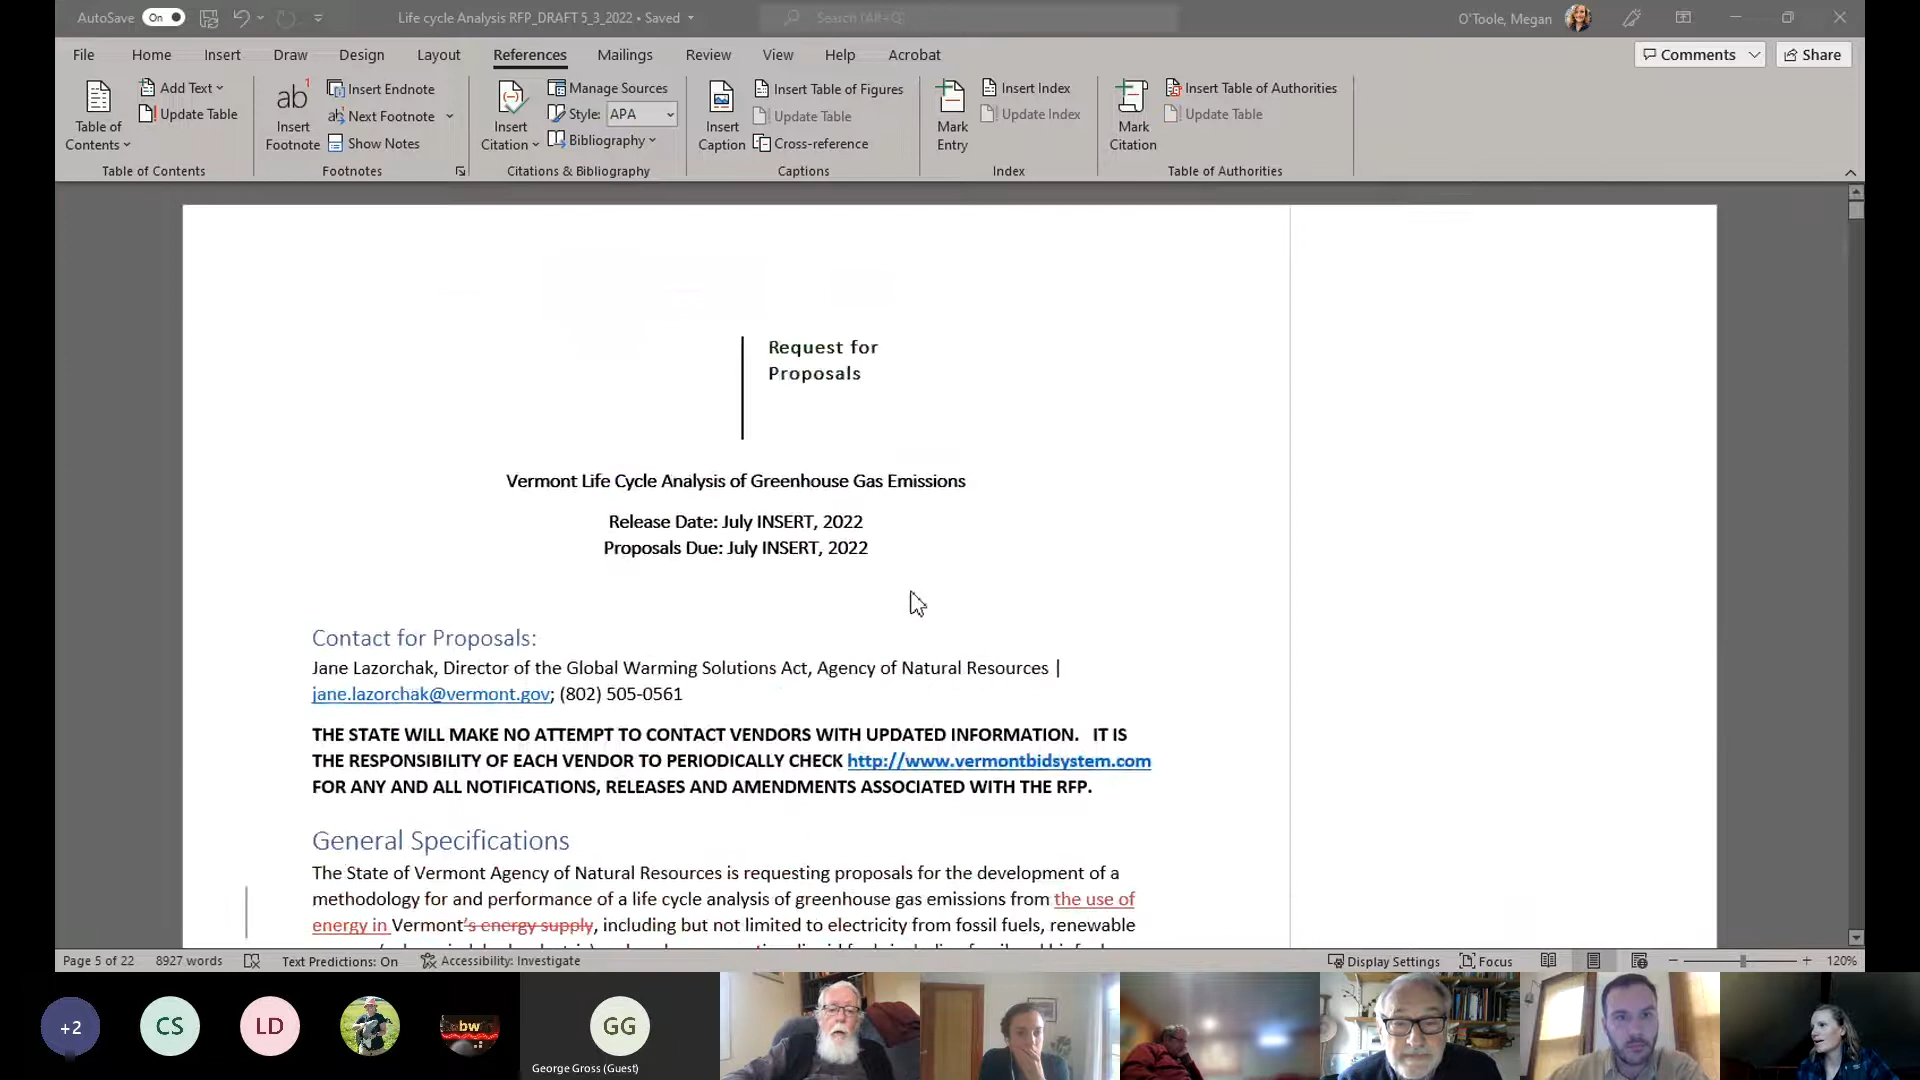 AutoSave On Life cycle Analysis RFP_DRAFT 5_3_2022 • Saved Search (Alt+Q) O'Toole, Megan
File Home Insert Draw Design Layout References Mailings Review View Help Acrobat Comments Share
Table of Contents
Add Text
Update Table
Table of Contents
ab
Insert Footnote
Insert Endnote
Next Footnote
Show Notes
Footnotes
Insert Citation
Manage Sources
Style: APA
Bibliography
Citations & Bibliography
Insert Caption
Insert Table of Figures
Update Table
Cross-reference
Captions
Mark Entry
Insert Index
Update Index
Index
Mark Citation
Insert Table of Authorities
Update Table
Table of Authorities
Request for
Proposals
Vermont Life Cycle Analysis of Greenhouse Gas Emissions
Release Date: July INSERT, 2022
Proposals Due: July INSERT, 2022
Contact for Proposals:
Jane Lazorchak, Director of the Global Warming Solutions Act, Agency of Natural Resources |
jane.lazorchak@vermont.gov; (802) 505-0561
THE STATE WILL MAKE NO ATTEMPT TO CONTACT VENDORS WITH UPDATED INFORMATION. IT IS
THE RESPONSIBILITY OF EACH VENDOR TO PERIODICALLY CHECK http://www.vermontbidsystem.com
FOR ANY AND ALL NOTIFICATIONS, RELEASES AND AMENDMENTS ASSOCIATED WITH THE RFP.
General Specifications
The State of Vermont Agency of Natural Resources is requesting proposals for the development of a
methodology for and performance of a life cycle analysis of greenhouse gas emissions from the use of
energy in Vermont's energy supply, including but not limited to electricity from fossil fuels, renewable
Page 5 of 22 8927 words Text Predictions: On Accessibility: Investigate Display Settings Focus 120%
+2 CS LD bw GG
George Gross (Guest)